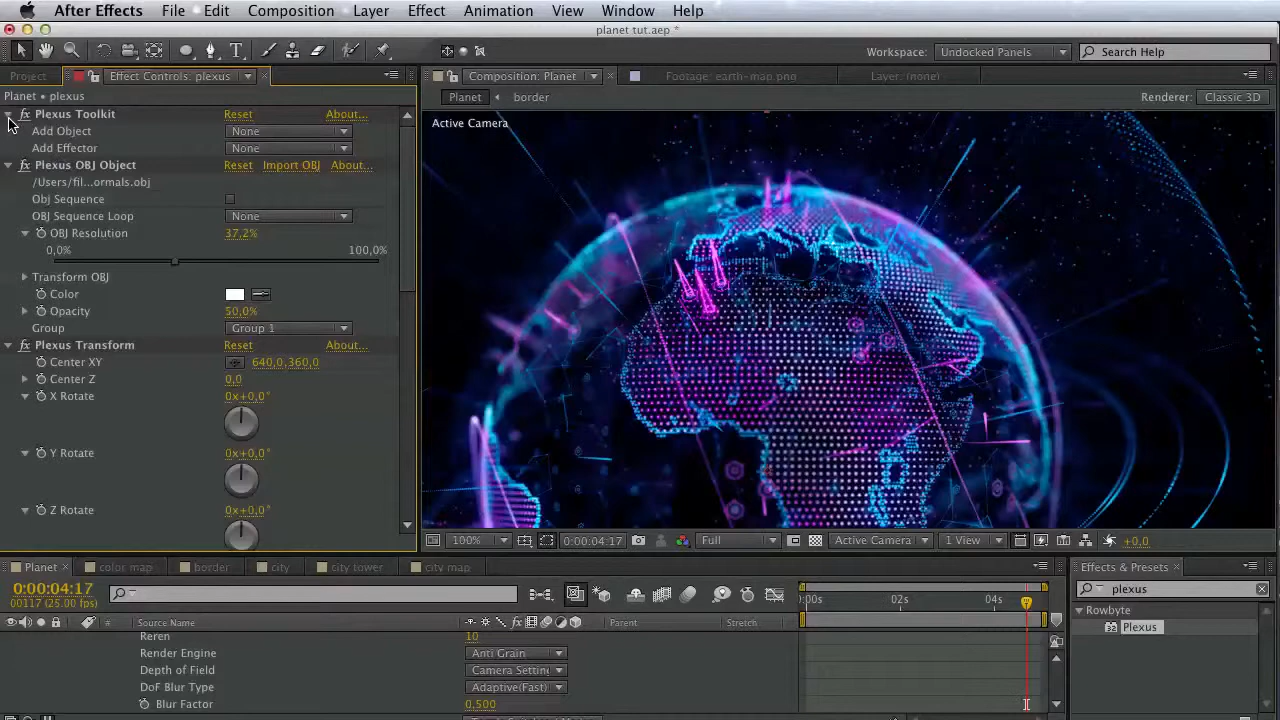 After Effects File Edit Composition Layer Effect Animation View Window Help
planet tut.aep *
Workspace: Undocked Panels Search Help
Project Effect Controls: plexus
Planet • plexus
fx Plexus Toolkit Reset About...
Add Object None
Add Effector None
fx Plexus OBJ Object Reset Import OBJ About...
/Users/fil...ormals.obj
Obj Sequence
OBJ Sequence Loop None
OBJ Resolution 37,2%
0,0% 100,0%
Transform OBJ
Color
Opacity 50,0%
Group Group 1
fx Plexus Transform Reset About...
Center XY 640,0,360,0
Center Z 0,0
X Rotate 0x+0,0°
Y Rotate 0x+0,0°
Z Rotate 0x+0,0°
Composition: Planet Footage: earth-map.png Layer: (none)
Planet border Renderer: Classic 3D
Active Camera
100% 0:00:04:17 Full Active Camera 1 View +0,0
Planet color map border city city tower city map
0:00:04:17
00117 (25.00 fps)
:00s 02s 04s
Source Name Parent Stretch
Reren 10
Render Engine Anti Grain
Depth of Field Camera Settin
DoF Blur Type Adaptive(Fast)
Blur Factor 0,500
Effects & Presets
plexus
Rowbyte
32 Plexus